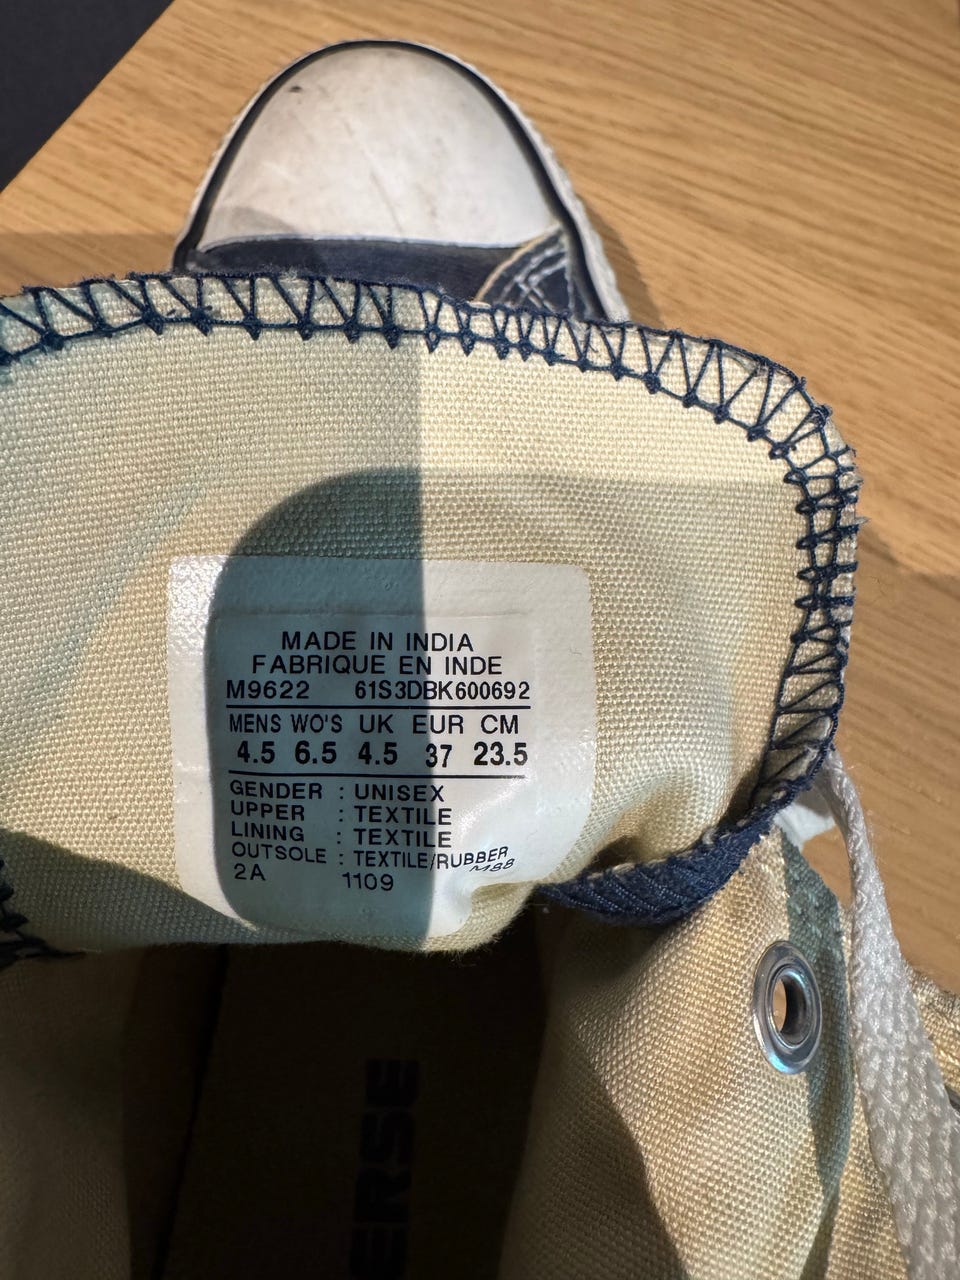 MADE IN INDIA
FABRIQUE EN INDE
M9622 61S3DBK600692
MENS WO'S UK EUR CM
4.5 6.5 4.5 37 23.5
GENDER : UNISEX
UPPER : TEXTILE
LINING : TEXTILE
OUTSOLE : TEXTILE/RUBBER
M88
2A 1109
ERSE